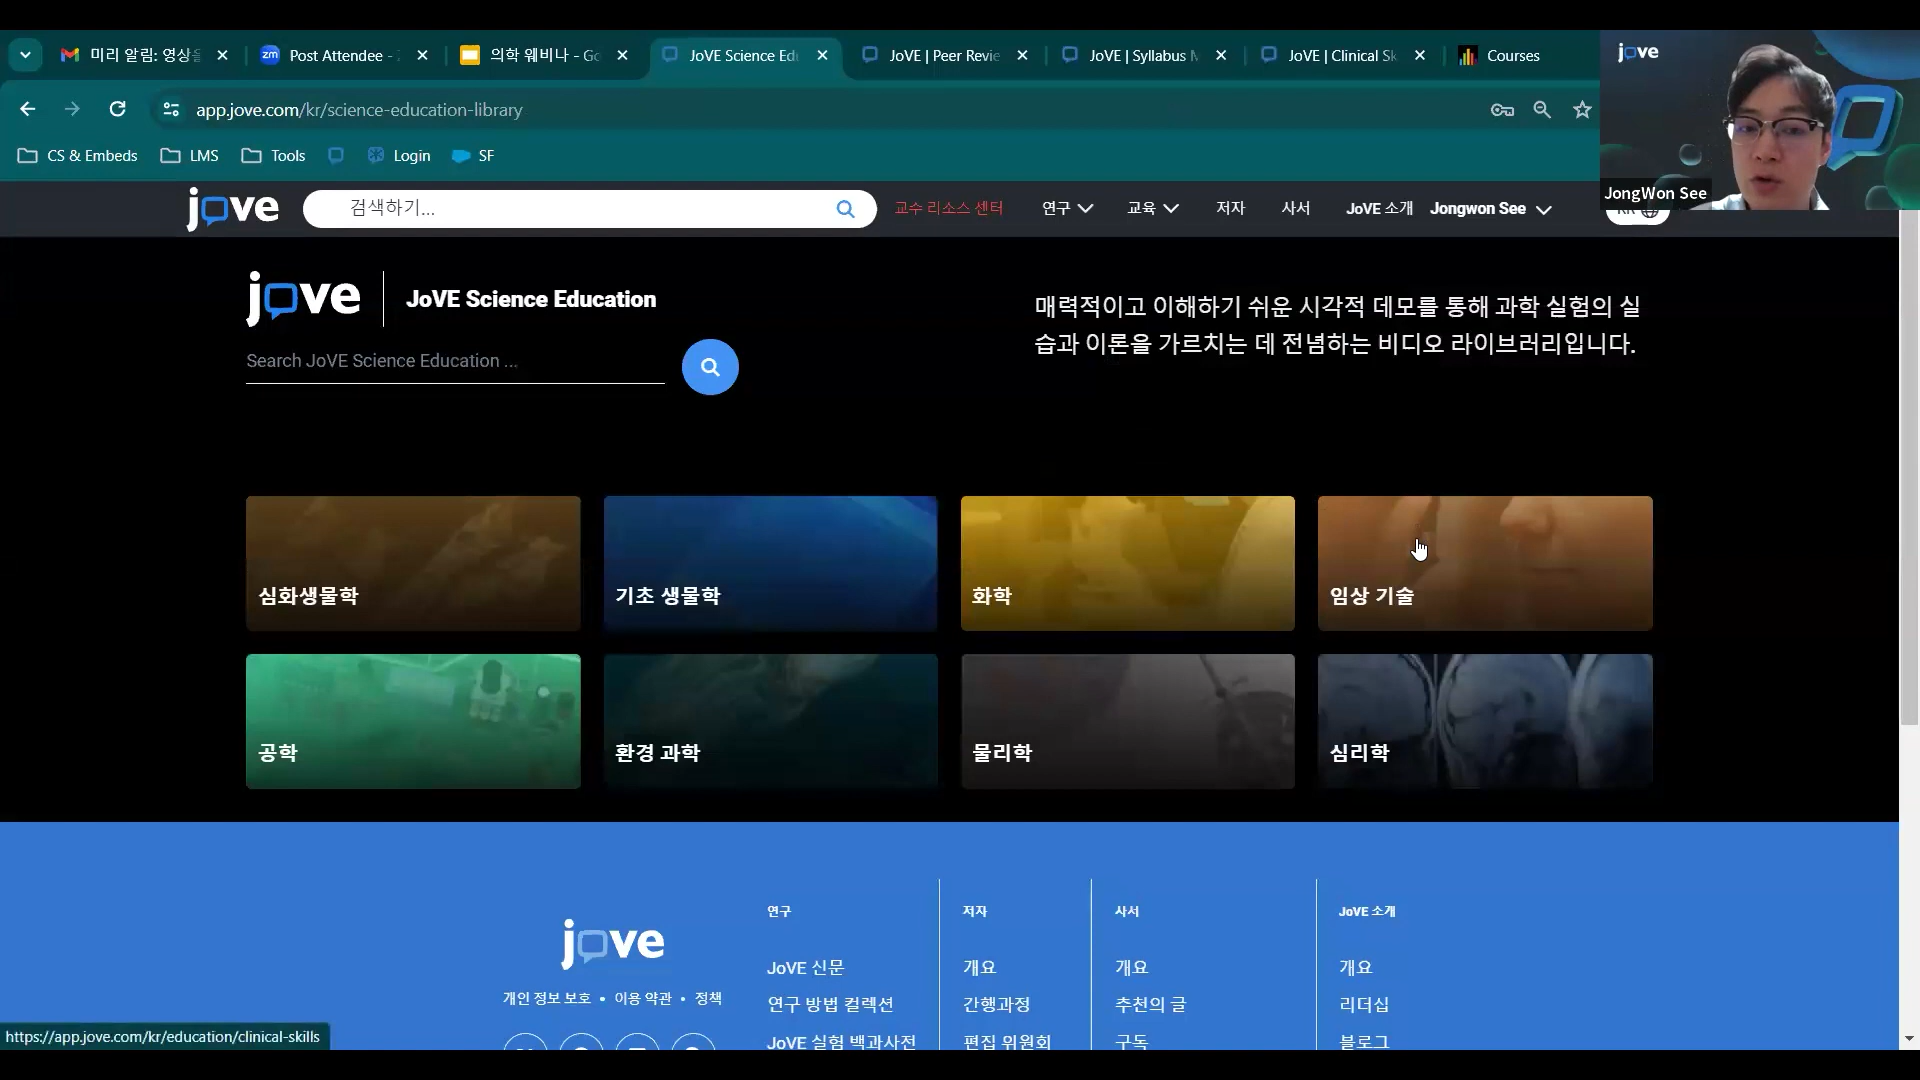 미리 알림: 영상을
Post Attendee -
의학 웨비나 - Go
JoVE Science Edu
JoVE | Peer Revie
JoVE | Syllabus M
JoVE | Clinical Sk
Courses
app.jove.com/kr/science-education-library
CS & Embeds
LMS
Tools
Login
SF
jove
JongWon See
jove
검색하기...
교수 리소스 센터
연구
교육
저자
사서
JoVE 소개
Jongwon See
KR
jove
JoVE Science Education
Search JoVE Science Education ...
매력적이고 이해하기 쉬운 시각적 데모를 통해 과학 실험의 실
습과 이론을 가르치는 데 전념하는 비디오 라이브러리입니다.
심화생물학
기초 생물학
화학
임상 기술
공학
환경 과학
물리학
심리학
jove
개인 정보 보호 • 이용 약관 • 정책
연구
JoVE 신문
연구 방법 컬렉션
JoVE 실험 백과사전
저자
개요
간행과정
편집 위원회
사서
개요
추천의 글
구독
JoVE 소개
개요
리더십
블로그
https://app.jove.com/kr/education/clinical-skills